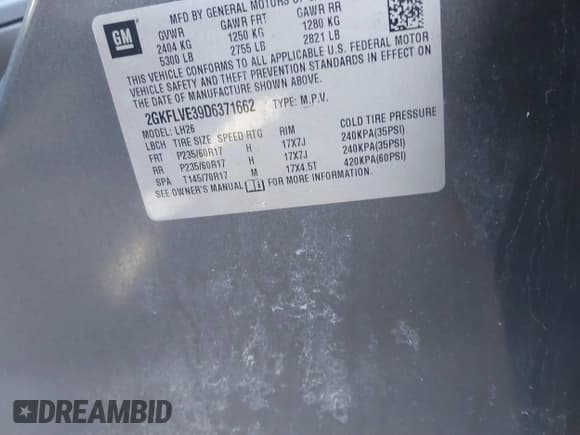 GM
MFD BY GENERAL MOTORS OF
GVWR GAWR FRT GAWR RR
2404 KG 1250 KG 1280 KG
5300 LB 2755 LB 2821 LB
THIS VEHICLE CONFORMS TO ALL APPLICABLE U.S. FEDERAL MOTOR
VEHICLE SAFETY AND THEFT PREVENTION STANDARDS IN EFFECT ON
THE DATE OF MANUFACTURE SHOWN ABOVE.
2GKFLVE39D6371662 TYPE: M.P.V.
MODEL: LH26
LBCH TIRE SIZE SPEED RTG RIM COLD TIRE PRESSURE
FRT P235/60R17 H 17X7J 240KPA(35PSI)
RR P235/60R17 H 17X7J 240KPA(35PSI)
SPA T145/70R17 M 17X4.5T 420KPA(60PSI)
SEE OWNER'S MANUAL FOR MORE INFORMATION.
DREAMBID